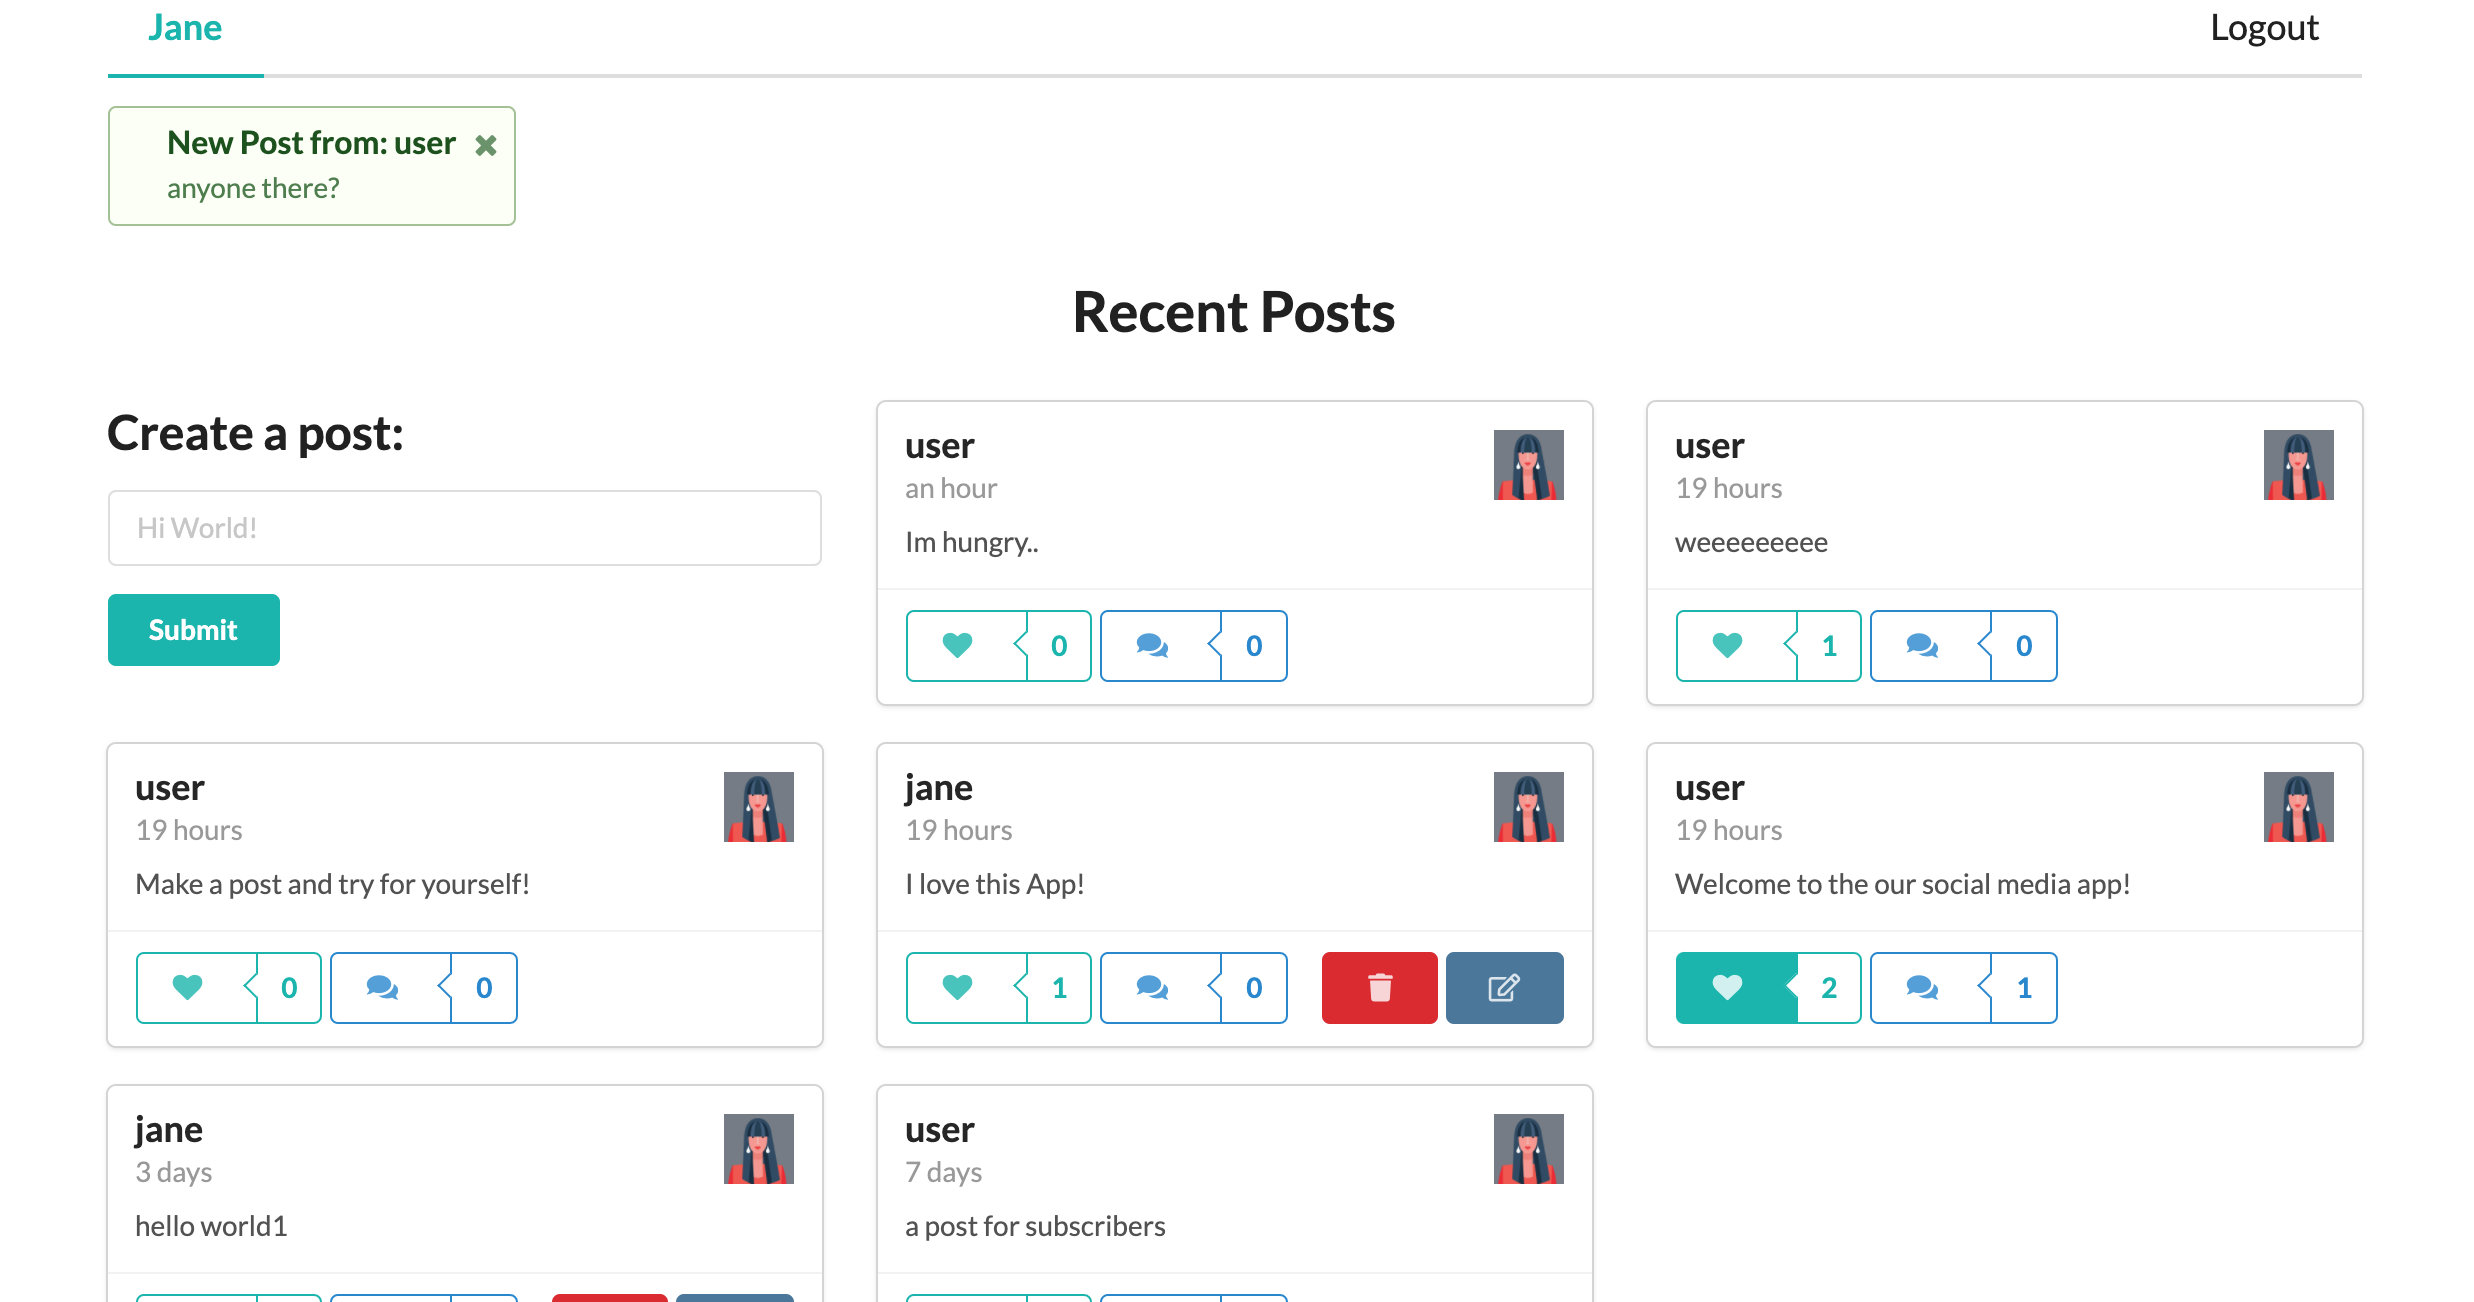 Jane
Logout
New Post from: user
anyone there?
Recent Posts
Create a post:
Hi World!
Submit
user
an hour
Im hungry..
0
0
user
19 hours
weeeeeeeee
1
0
user
19 hours
Make a post and try for yourself!
0
0
jane
19 hours
I love this App!
1
0
user
19 hours
Welcome to the our social media app!
2
1
jane
3 days
hello world1
user
7 days
a post for subscribers